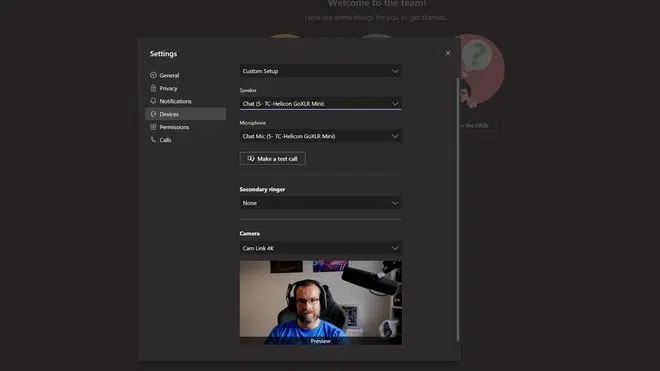 Welcome to the team!
Here are some things for you to get started..
Settings
General
Privacy
Notifications
Devices
Permissions
Calls
Custom Setup
Speaker
Chat (5- TC-Helicon GoXLR Mini)
Microphone
Chat Mic (5- TC-Helicon GoXLR Mini)
Make a test call
Secondary ringer
None
Camera
Cam Link 4K
Preview
the FAQs